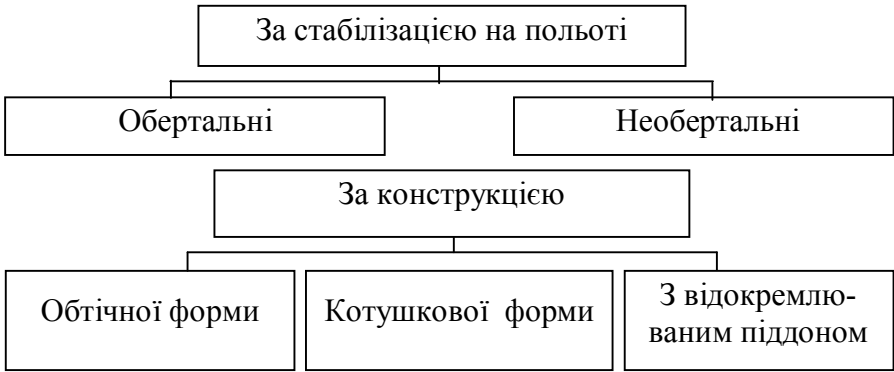 За стабілізацією на польоті
Обертальні
Необертальні
За конструкцією
Обтічної форми
Котушкової форми
З відокремлю-
ваним піддоном